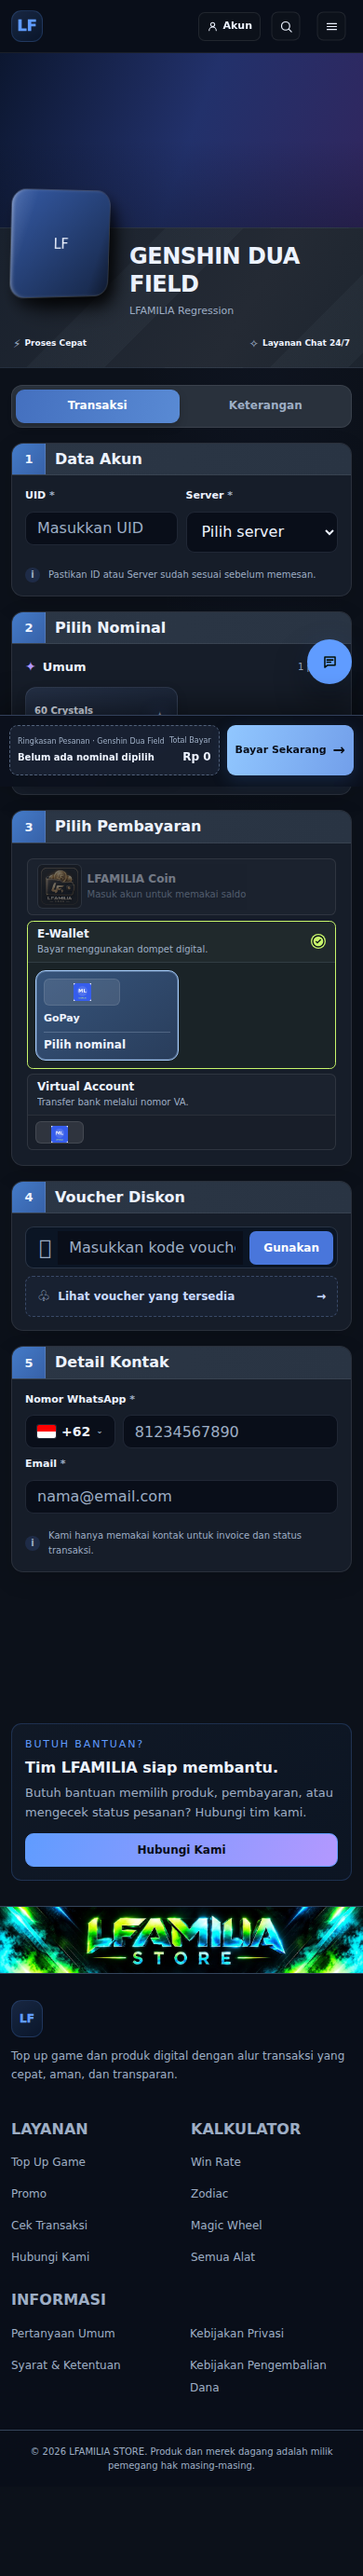 LF
Akun
LF
GENSHIN DUA
FIELD
LFAMILIA Regression
Proses Cepat
Layanan Chat 24/7
Transaksi
Keterangan
1
Data Akun
UID *
Server *
Masukkan UID
Pilih server
i
Pastikan ID atau Server sudah sesuai sebelum memesan.
2
Pilih Nominal
Umum
1
60 Crystals
Ringkasan Pesanan · Genshin Dua Field
Total Bayar
Belum ada nominal dipilih
Rp 0
Bayar Sekarang →
3
Pilih Pembayaran
LFAMILIA Coin
Masuk akun untuk memakai saldo
E-Wallet
Bayar menggunakan dompet digital.
ML
GoPay
Pilih nominal
Virtual Account
Transfer bank melalui nomor VA.
ML
4
Voucher Diskon
Masukkan kode vouch
Gunakan
Lihat voucher yang tersedia →
5
Detail Kontak
Nomor WhatsApp *
+62
81234567890
Email *
nama@email.com
i
Kami hanya memakai kontak untuk invoice dan status
transaksi.
BUTUH BANTUAN?
Tim LFAMILIA siap membantu.
Butuh bantuan memilih produk, pembayaran, atau
mengecek status pesanan? Hubungi tim kami.
Hubungi Kami
LFAMILIA
STORE
LF
Top up game dan produk digital dengan alur transaksi yang
cepat, aman, dan transparan.
LAYANAN
Top Up Game
Promo
Cek Transaksi
Hubungi Kami
KALKULATOR
Win Rate
Zodiac
Magic Wheel
Semua Alat
INFORMASI
Pertanyaan Umum
Kebijakan Privasi
Syarat & Ketentuan
Kebijakan Pengembalian
Dana
© 2026 LFAMILIA STORE. Produk dan merek dagang adalah milik
pemegang hak masing-masing.